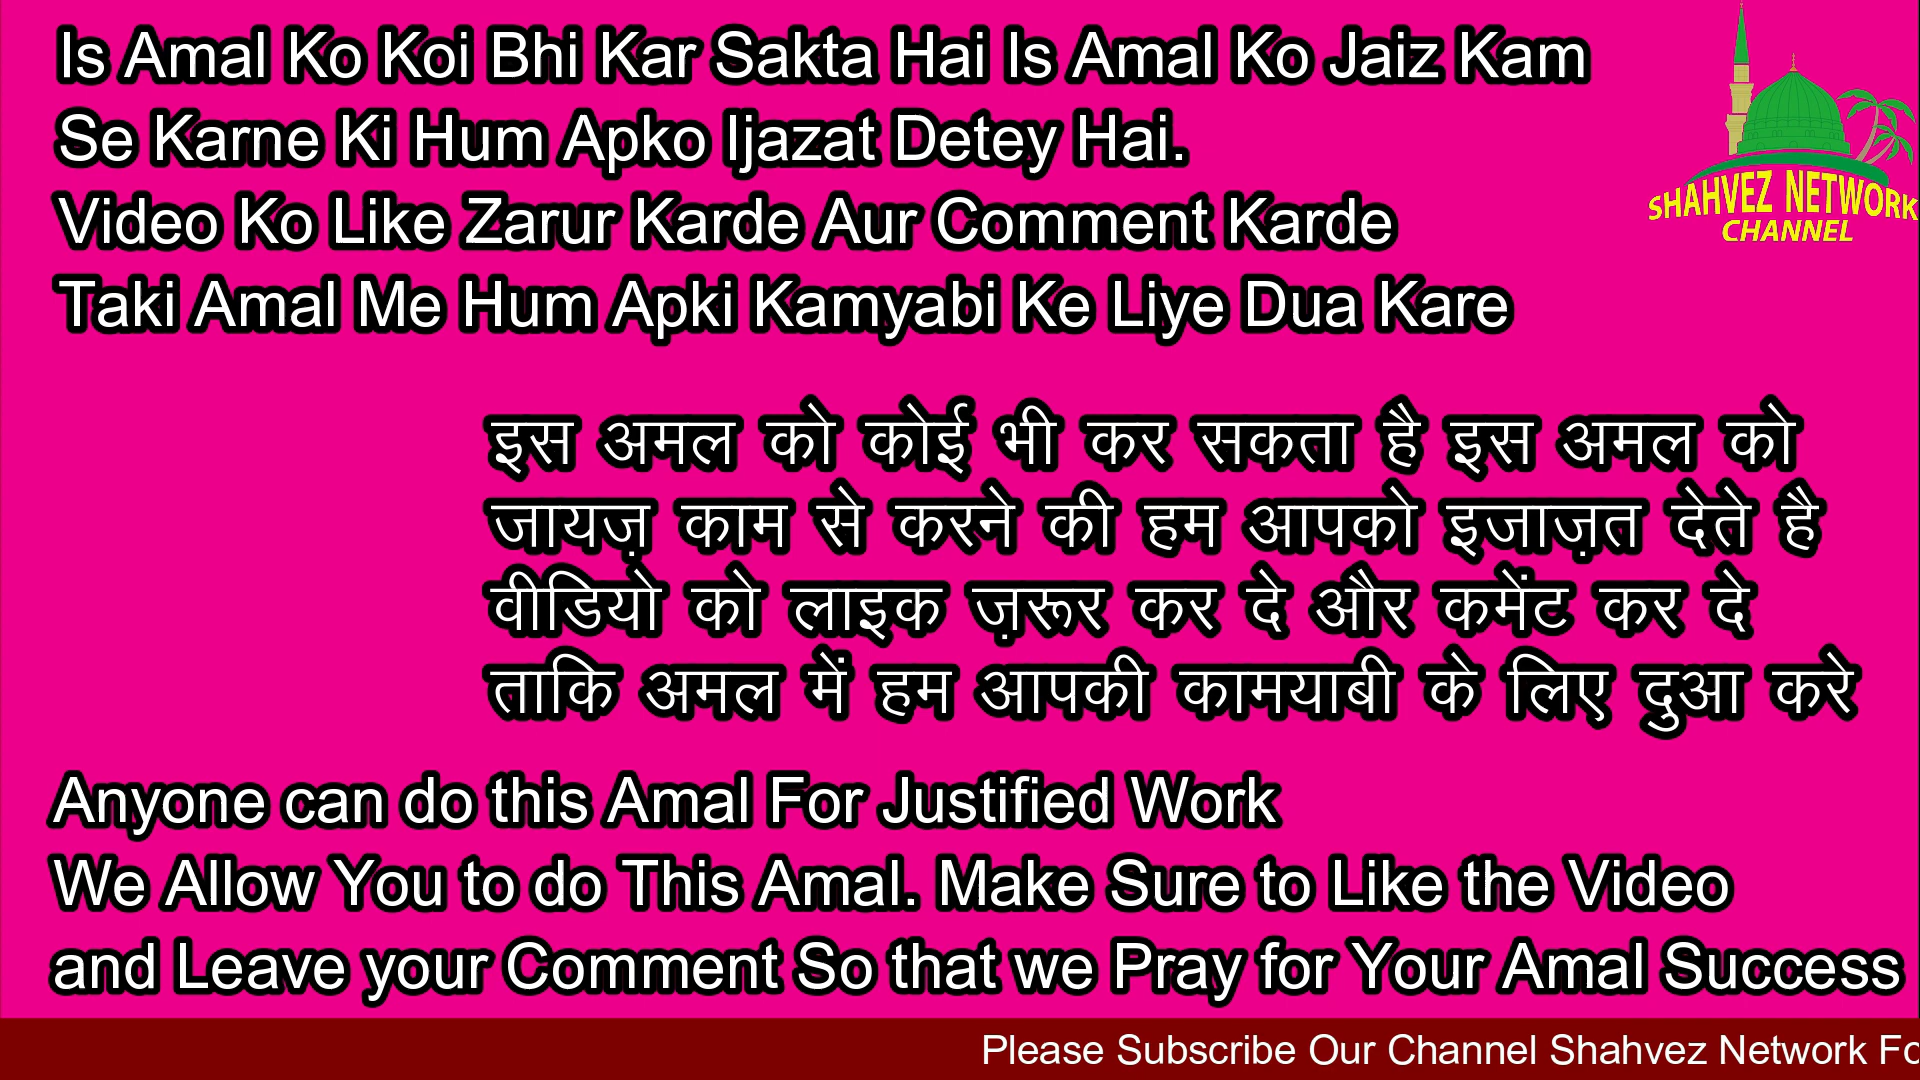 Is Amal Ko Koi Bhi Kar Sakta Hai Is Amal Ko Jaiz Kam
Se Karne Ki Hum Apko Ijazat Detey Hai.
Video Ko Like Zarur Karde Aur Comment Karde
Taki Amal Me Hum Apki Kamyabi Ke Liye Dua Kare
SHAHVEZ NETWORK
CHANNEL
इस अमल को कोई भी कर सकता है इस अमल को
जायज़ काम से करने की हम आपको इजाज़त देते है
वीडियो को लाइक ज़रूर कर दे और कमेंट कर दे
ताकि अमल में हम आपकी कामयाबी के लिए दुआ करे
Anyone can do this Amal For Justified Work
We Allow You to do This Amal. Make Sure to Like the Video
and Leave your Comment So that we Pray for Your Amal Success
Please Subscribe Our Channel Shahvez Network